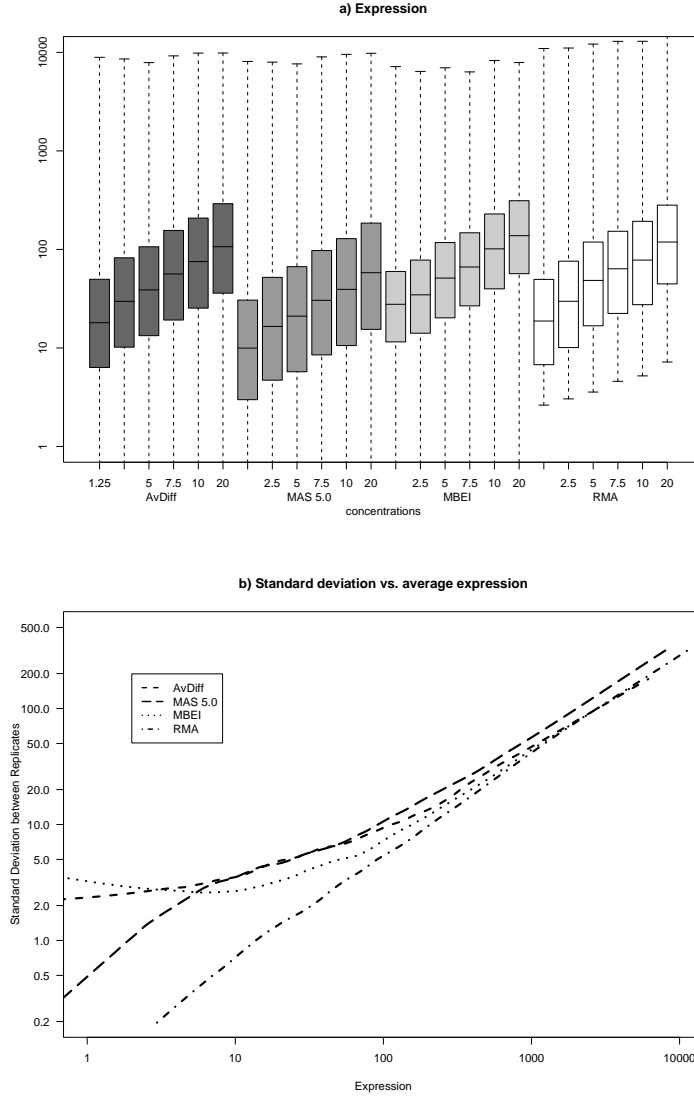 a) Expression
10000
1000
100
10
1
1.25 5 7.5 10 20 2.5 5 7.5 10 20 2.5 5 7.5 10 20 2.5 5 7.5 10 20
AvDiff MAS 5.0 MBEI RMA
concentrations
b) Standard deviation vs. average expression
Standard Deviation between Replicates
500.0
200.0
100.0
50.0
20.0
10.0
5.0
2.0
1.0
0.5
0.2
AvDiff
MAS 5.0
MBEI
RMA
1 10 100 1000 10000
Expression